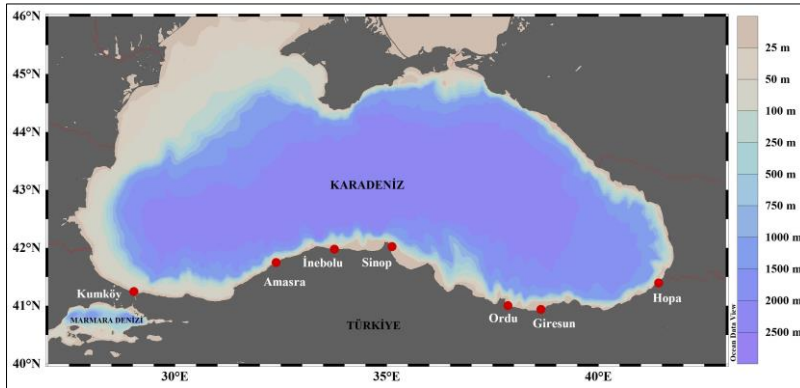 46°N
45°N
44°N
43°N
42°N
41°N
40°N
30°E
35°E
40°E
KARADENİZ
Kumköy
MARMARA DENİZİ
Amasra
İnebolu
Sinop
TÜRKİYE
Ordu
Giresun
Hopa
25 m
50 m
100 m
250 m
500 m
750 m
1000 m
1500 m
2000 m
2500 m
Ocean Data View